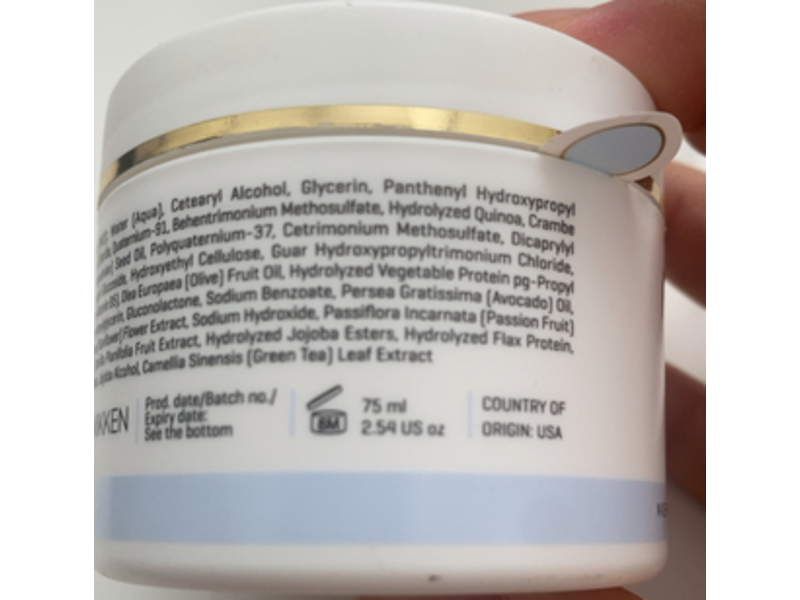 Water (Aqua), Cetearyl Alcohol, Glycerin, Panthenyl Hydroxypropyl
Quaternium-91, Behentrimonium Methosulfate, Hydrolyzed Quinoa, Crambe
Seed Oil, Polyquaternium-37, Cetrimonium Methosulfate, Dicaprylyl
Hydroxyethyl Cellulose, Guar Hydroxypropyltrimonium Chloride,
Olea Europaea (Olive) Fruit Oil, Hydrolyzed Vegetable Protein pg-Propyl
Gluconolactone, Sodium Benzoate, Persea Gratissima (Avocado) Oil,
Flower Extract, Sodium Hydroxide, Passiflora Incarnata (Passion Fruit)
Planifolia Fruit Extract, Hydrolyzed Jojoba Esters, Hydrolyzed Flax Protein,
Alcohol, Camellia Sinensis (Green Tea) Leaf Extract
KKEN
Prod. date/Batch no./
Expiry date:
See the bottom
6M
75 ml
2.54 US oz
COUNTRY OF
ORIGIN: USA